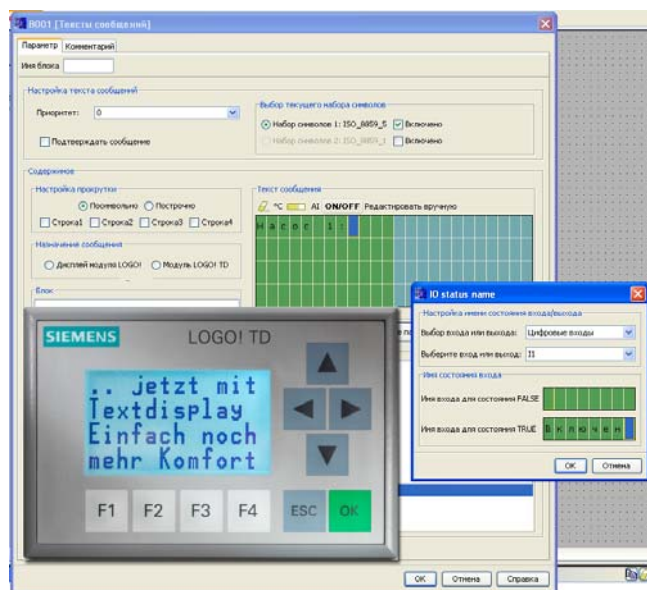 B001 [Тексты сообщений]
Параметр Комментарий
Имя блока
Настройка текста сообщений
Приоритет: 0
Подтверждать сообщение
Выбор текущего набора символов
Набор символов 1: ISO_8859_5 Включено
Набор символов 2: ISO_8859_1 Включено
Содержимое
Настройка прокрутки
Посимвольно Построчно
Строка1 Строка2 Строка3 Строка4
Назначение сообщения
Дисплей модуля LOGO! Модуль LOGO! TD
Блок
Текст сообщения
°C AI ON/OFF Редактировать вручную
Насос 1:
IO status name
Настройка имени состояния входа/выхода
Выбор входа или выхода: Цифровые входы
Выберите вход или выход: I1
Имя состояния входа
Имя входа для состояния FALSE
Имя входа для состояния TRUE Включен
OK Отмена
SIEMENS LOGO! TD
.. jetzt mit
Textdisplay
Einfach noch
mehr Komfort
F1 F2 F3 F4 ESC OK
OK Отмена Справка